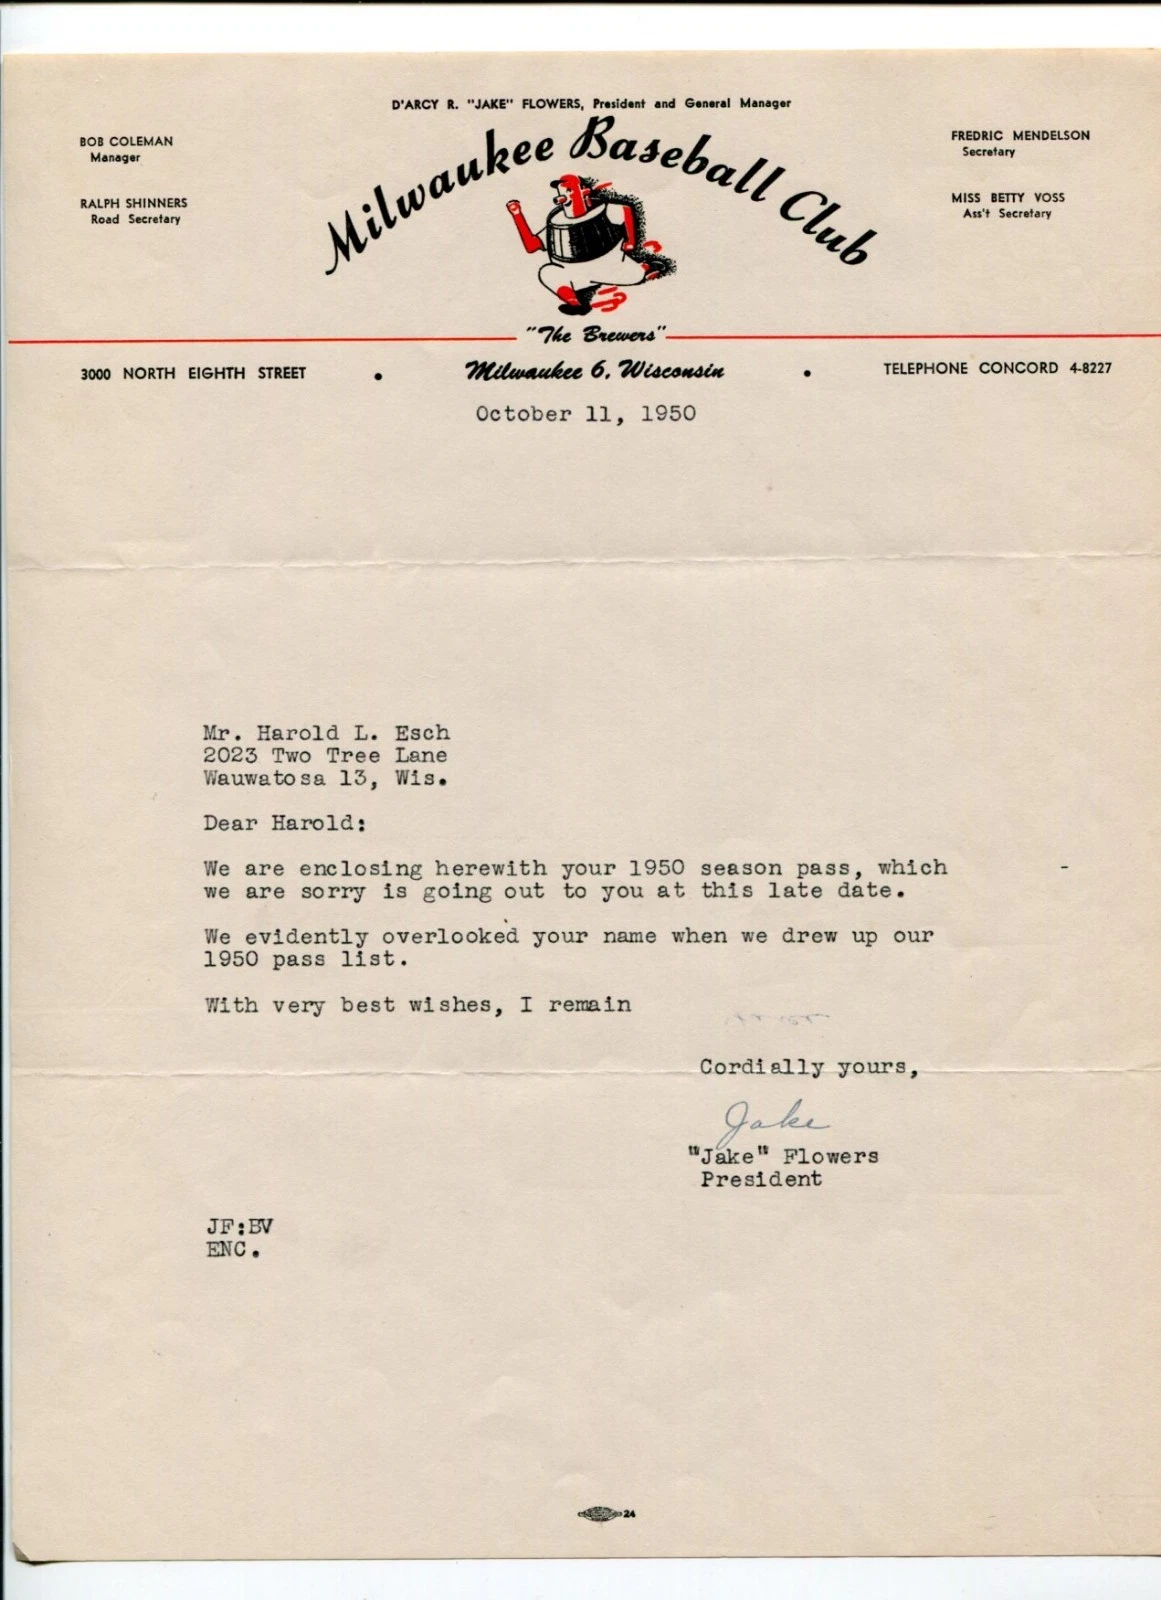 D'ARCY R. "JAKE" FLOWERS, President and General Manager
BOB COLEMAN
Manager
RALPH SHINNERS
Road Secretary
Milwaukee Baseball Club
FREDRIC MENDELSON
Secretary
MISS BETTY VOSS
Ass't Secretary
"The Brewers"
3000 NORTH EIGHTH STREET • Milwaukee 6, Wisconsin • TELEPHONE CONCORD 4-8227
October 11, 1950
Mr. Harold L. Esch
2023 Two Tree Lane
Wauwatosa 13, Wis.
Dear Harold:
We are enclosing herewith your 1950 season pass, which
we are sorry is going out to you at this late date.
We evidently overlooked your name when we drew up our
1950 pass list.
With very best wishes, I remain
Cordially yours,
Jake
"Jake" Flowers
President
JF:BV
ENC.
24